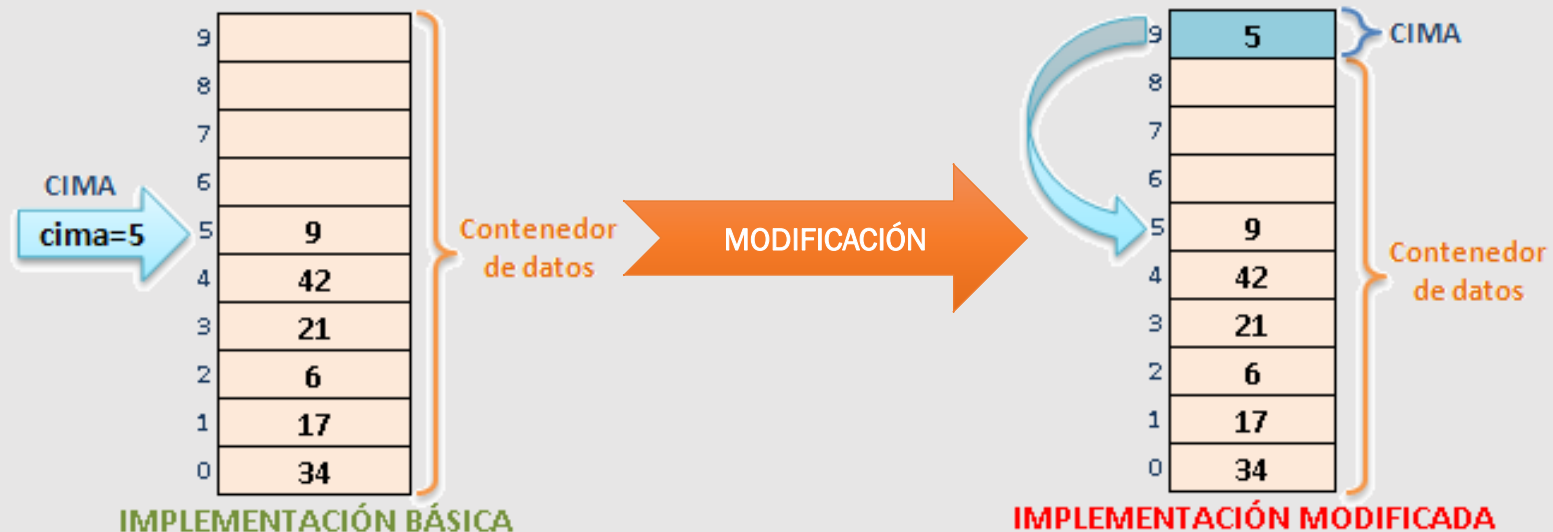 9
8
7
6
CIMA
cima=5
5 9
4 42
3 21
2 6
1 17
0 34
Contenedor
de datos
IMPLEMENTACIÓN BÁSICA
MODIFICACIÓN
9 5
CIMA
8
7
6
5 9
4 42
3 21
2 6
1 17
0 34
Contenedor
de datos
IMPLEMENTACIÓN MODIFICADA